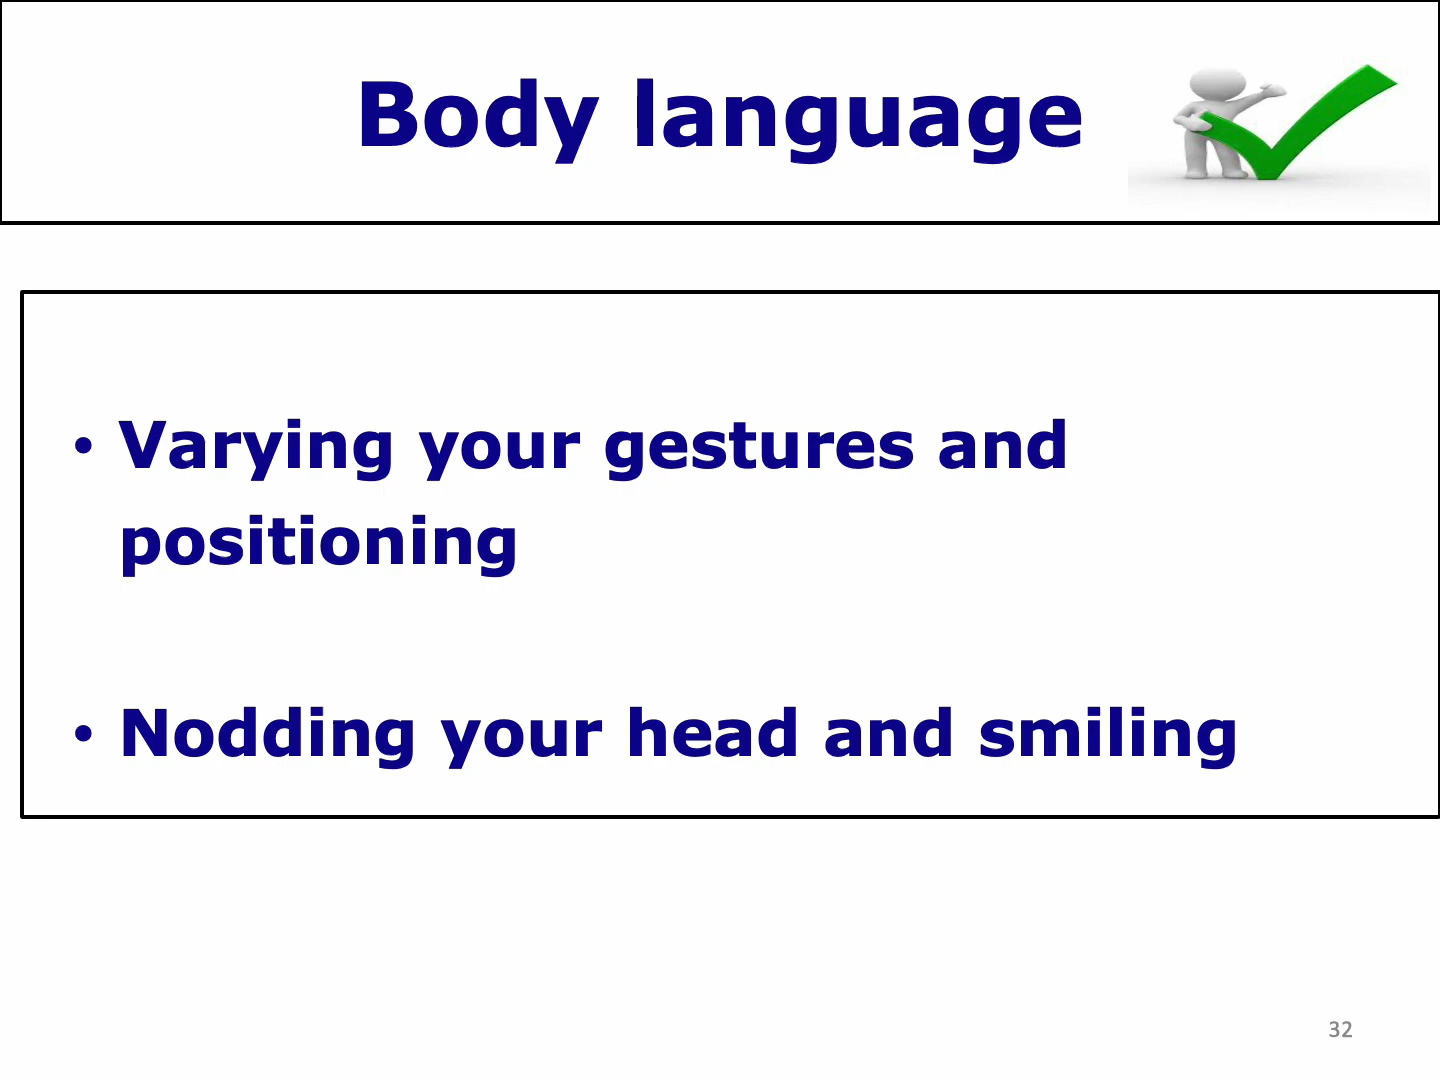 Body language
• Varying your gestures and
positioning
• Nodding your head and smiling
32